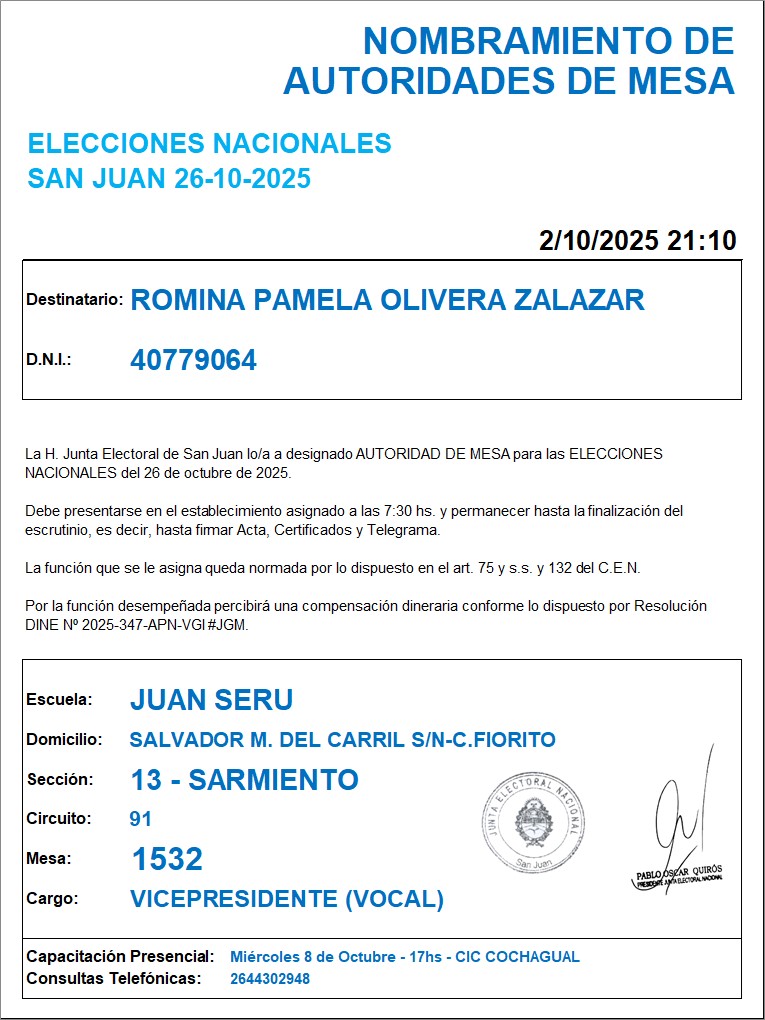 NOMBRAMIENTO DE
AUTORIDADES DE MESA
ELECCIONES NACIONALES
SAN JUAN 26-10-2025
2/10/2025 21:10
Destinatario: ROMINA PAMELA OLIVERA ZALAZAR
D.N.I.: 40779064
La H. Junta Electoral de San Juan lo/a a designado AUTORIDAD DE MESA para las ELECCIONES
NACIONALES del 26 de octubre de 2025.
Debe presentarse en el establecimiento asignado a las 7:30 hs. y permanecer hasta la finalización del
escrutinio, es decir, hasta firmar Acta, Certificados y Telegrama.
La función que se le asigna queda normada por lo dispuesto en el art. 75 y s.s. y 132 del C.E.N.
Por la función desempeñada percibirá una compensación dineraria conforme lo dispuesto por Resolución
DINE Nº 2025-347-APN-VGI#JGM.
Escuela: JUAN SERU
Domicilio: SALVADOR M. DEL CARRIL S/N-C.FIORITO
Sección: 13 - SARMIENTO
Circuito: 91
Mesa: 1532
Cargo: VICEPRESIDENTE (VOCAL)
JUNTA ELECTORAL NACIONAL
San Juan
PABLO OSCAR QUIRÓS
PRESIDENTE JUNTA ELECTORAL NACIONAL
Capacitación Presencial: Miércoles 8 de Octubre - 17hs - CIC COCHAGUAL
Consultas Telefónicas: 2644302948